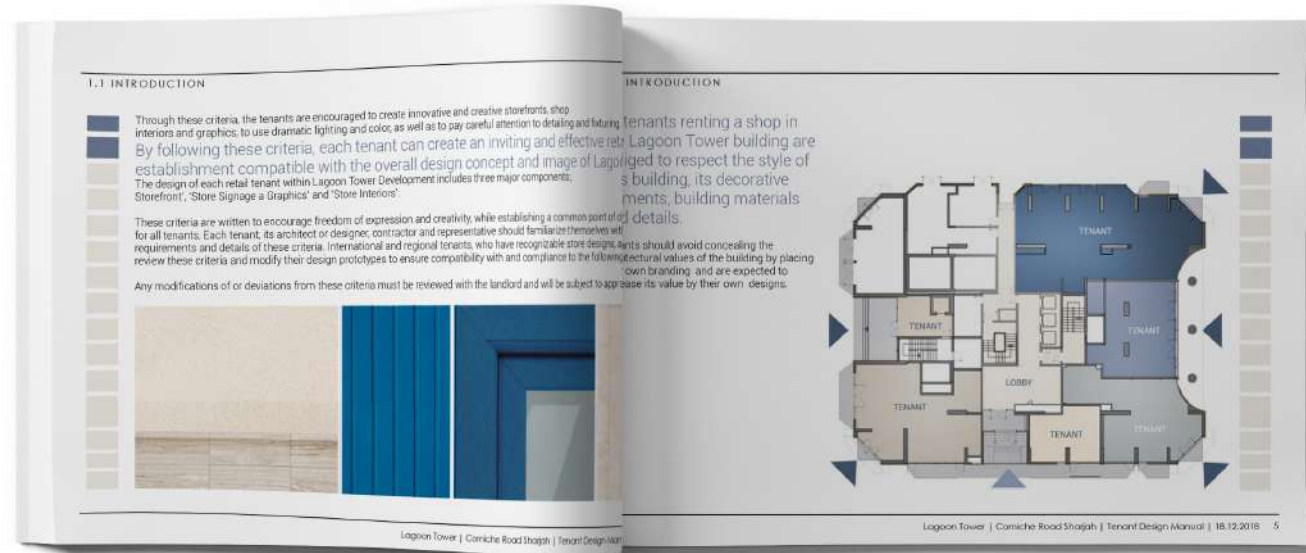 1.1 INTRODUCTION
Through these criteria, the tenants are encouraged to create innovative and creative storefronts, shop
interiors and graphics, to use dramatic lighting and color, as well as to pay careful attention to detailing and fixturing.
By following these criteria, each tenant can create an inviting and effective
establishment compatible with the overall design concept and image of
The design of each retail tenant within Lagoon Tower Development includes three major components;
Storefront', 'Store Signage a Graphics' and 'Store Interiors'.
These criteria are written to encourage freedom of expression and creativity, while establishing a common point of
for all tenants. Each tenant, its architect or designer, contractor and representative should familiarize themselves
requirements and details of these criteria. International and regional tenants, who have recognizable store designs,
review these criteria and modify their design prototypes to ensure compatibility with and compliance to the following
Any modifications of or deviations from these criteria must be reviewed with the landlord and will be subject to
Lagoon Tower | Corniche Road Sharjah | Tenant Design
INTRODUCTION
tenants renting a shop in
Lagoon Tower building are
to respect the style of
building, its decorative
building materials
details.
should avoid concealing the
values of the building by placing
own branding and are expected to
its value by their own designs.
TENANT
TENANT
TENANT
LOBBY
TENANT
TENANT
TENANT
Lagoon Tower | Corniche Road Sharjah | Tenant Design Manual | 18.12.2018 5